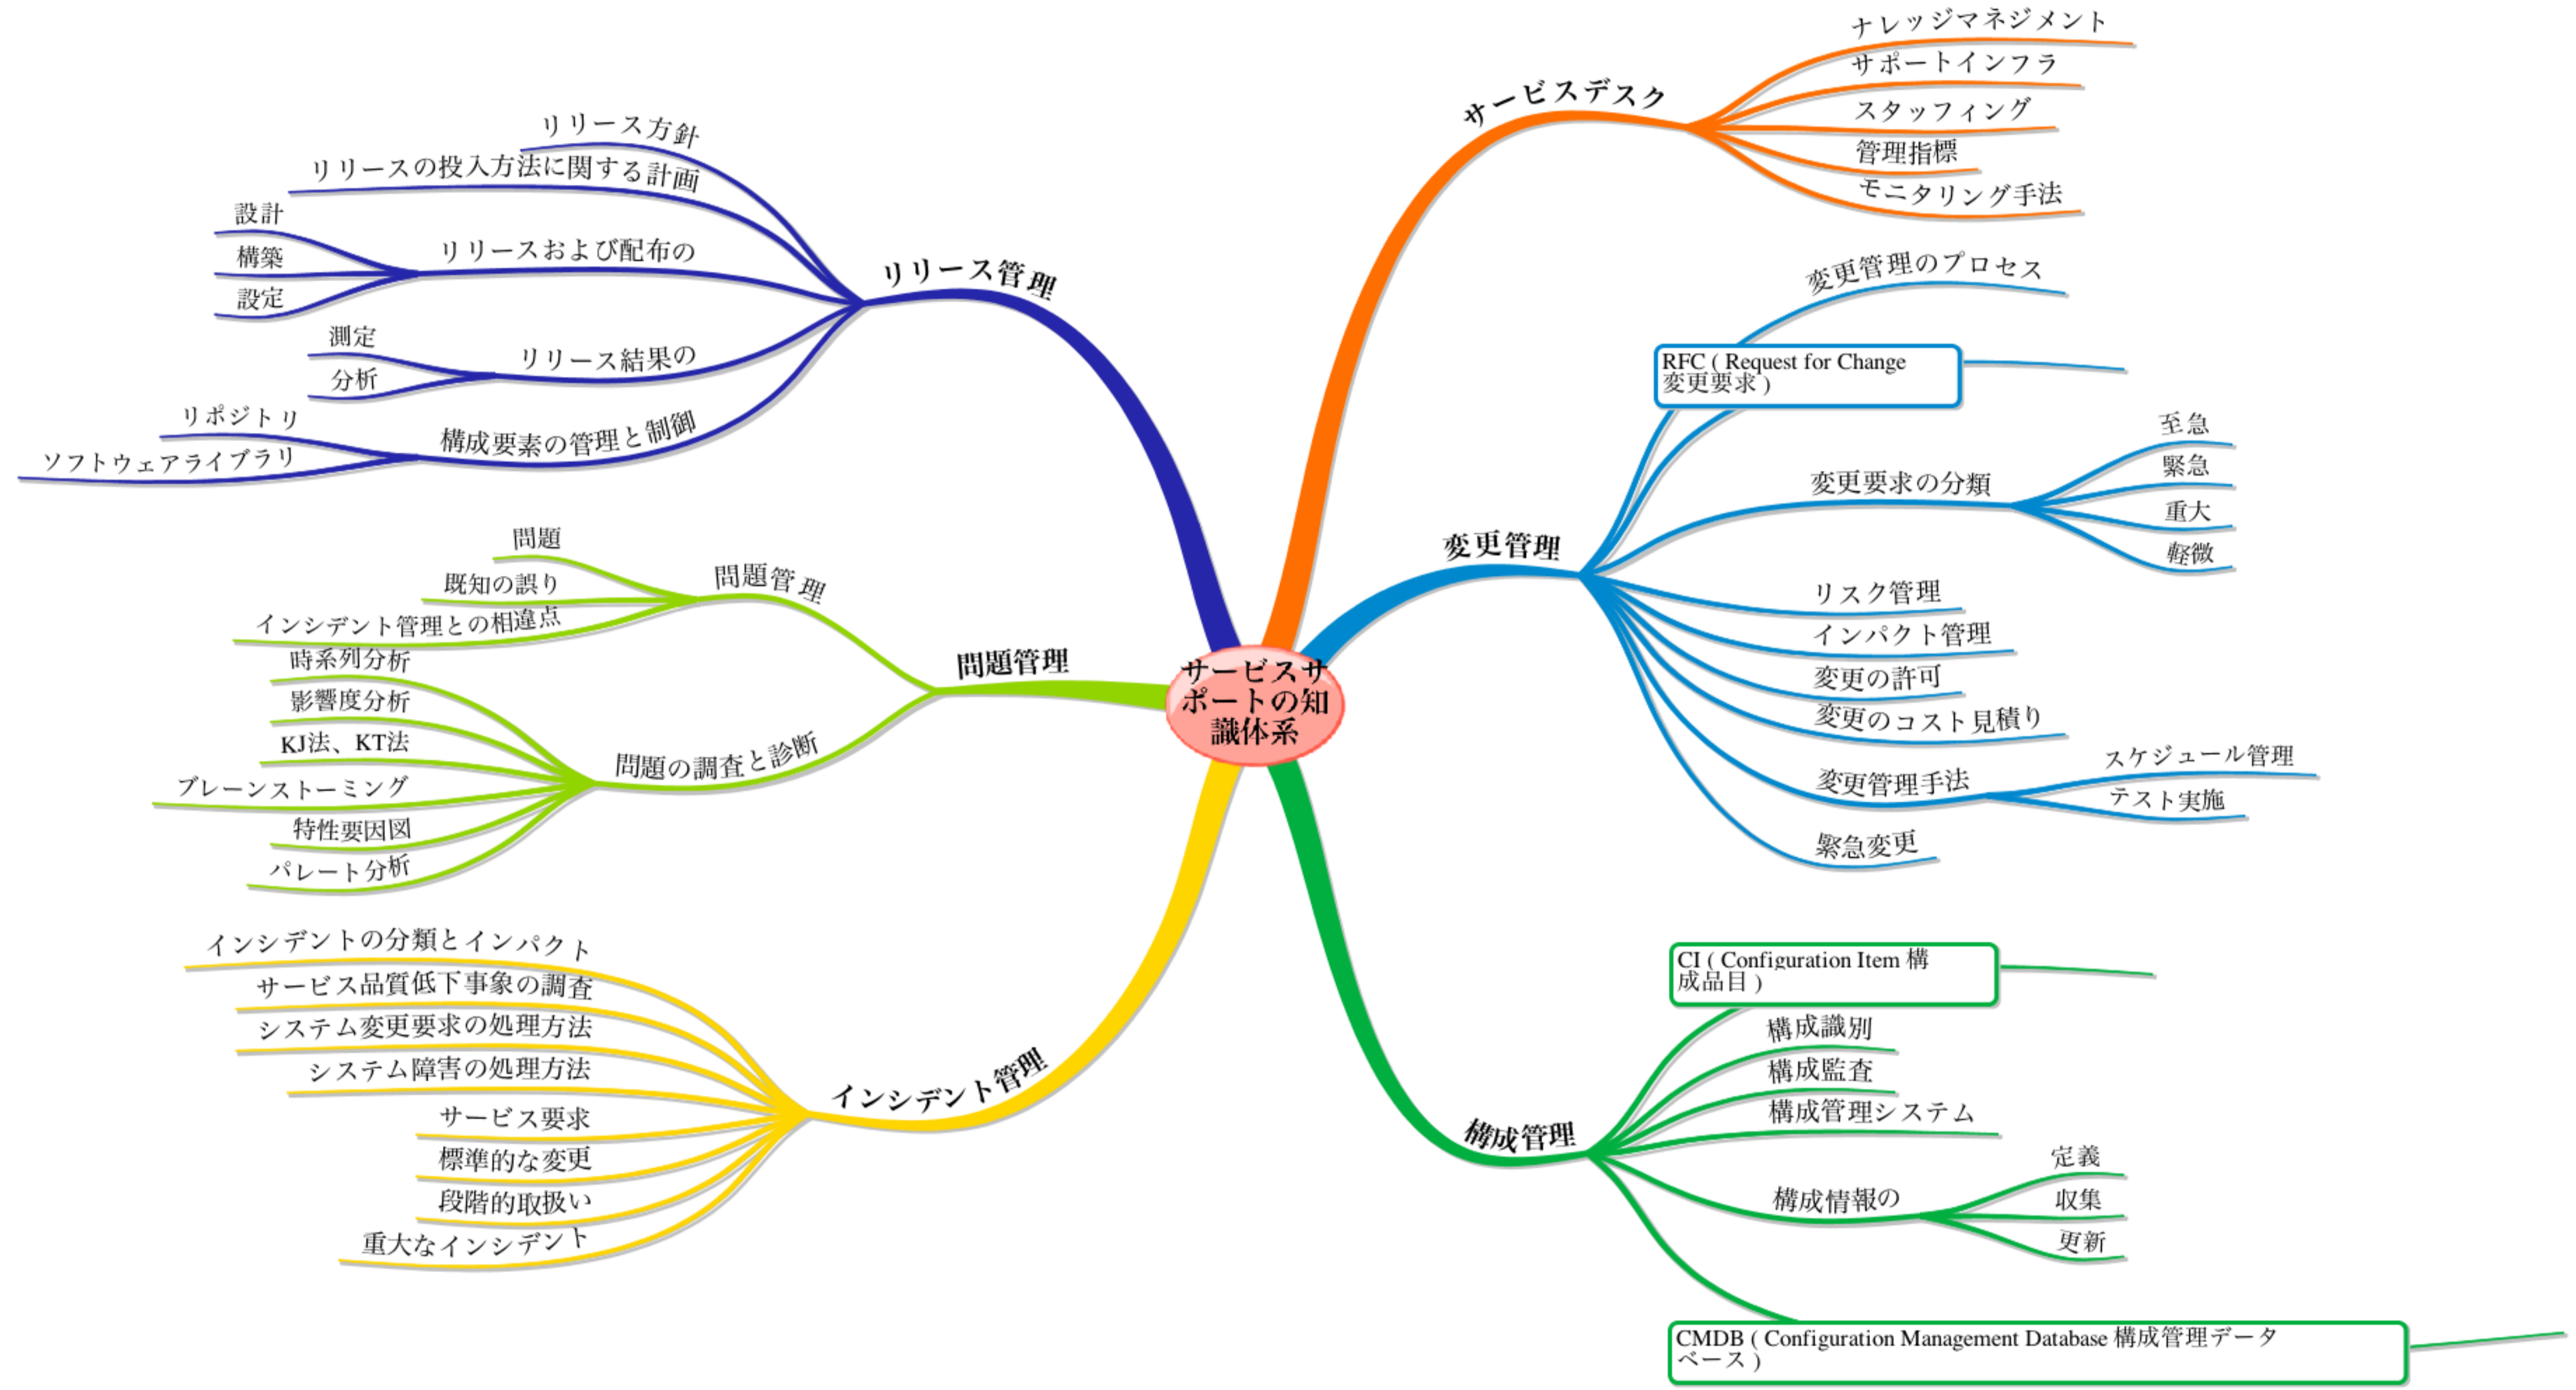 サービスサ
ポートの知
識体系
サービスデスク
ナレッジマネジメント
サポートインフラ
スタッフィング
管理指標
モニタリング手法
変更管理
変更管理のプロセス
RFC ( Request for Change
変更要求 )
変更要求の分類
至急
緊急
重大
軽微
リスク管理
インパクト管理
変更の許可
変更のコスト見積り
変更管理手法
スケジュール管理
テスト実施
緊急変更
構成管理
CI ( Configuration Item 構
成品目 )
構成識別
構成監査
構成管理システム
構成情報の
定義
収集
更新
CMDB ( Configuration Management Database 構成管理データ
ベース )
リリース管理
リリース方針
リリースの投入方法に関する計画
リリースおよび配布の
設計
構築
設定
リリース結果の
測定
分析
構成要素の管理と制御
リポジトリ
ソフトウェアライブラリ
問題管理
問題管理
問題
既知の誤り
インシデント管理との相違点
問題の調査と診断
時系列分析
影響度分析
KJ法、KT法
ブレーンストーミング
特性要因図
パレート分析
インシデント管理
インシデントの分類とインパクト
サービス品質低下事象の調査
システム変更要求の処理方法
システム障害の処理方法
サービス要求
標準的な変更
段階的取扱い
重大なインシデント